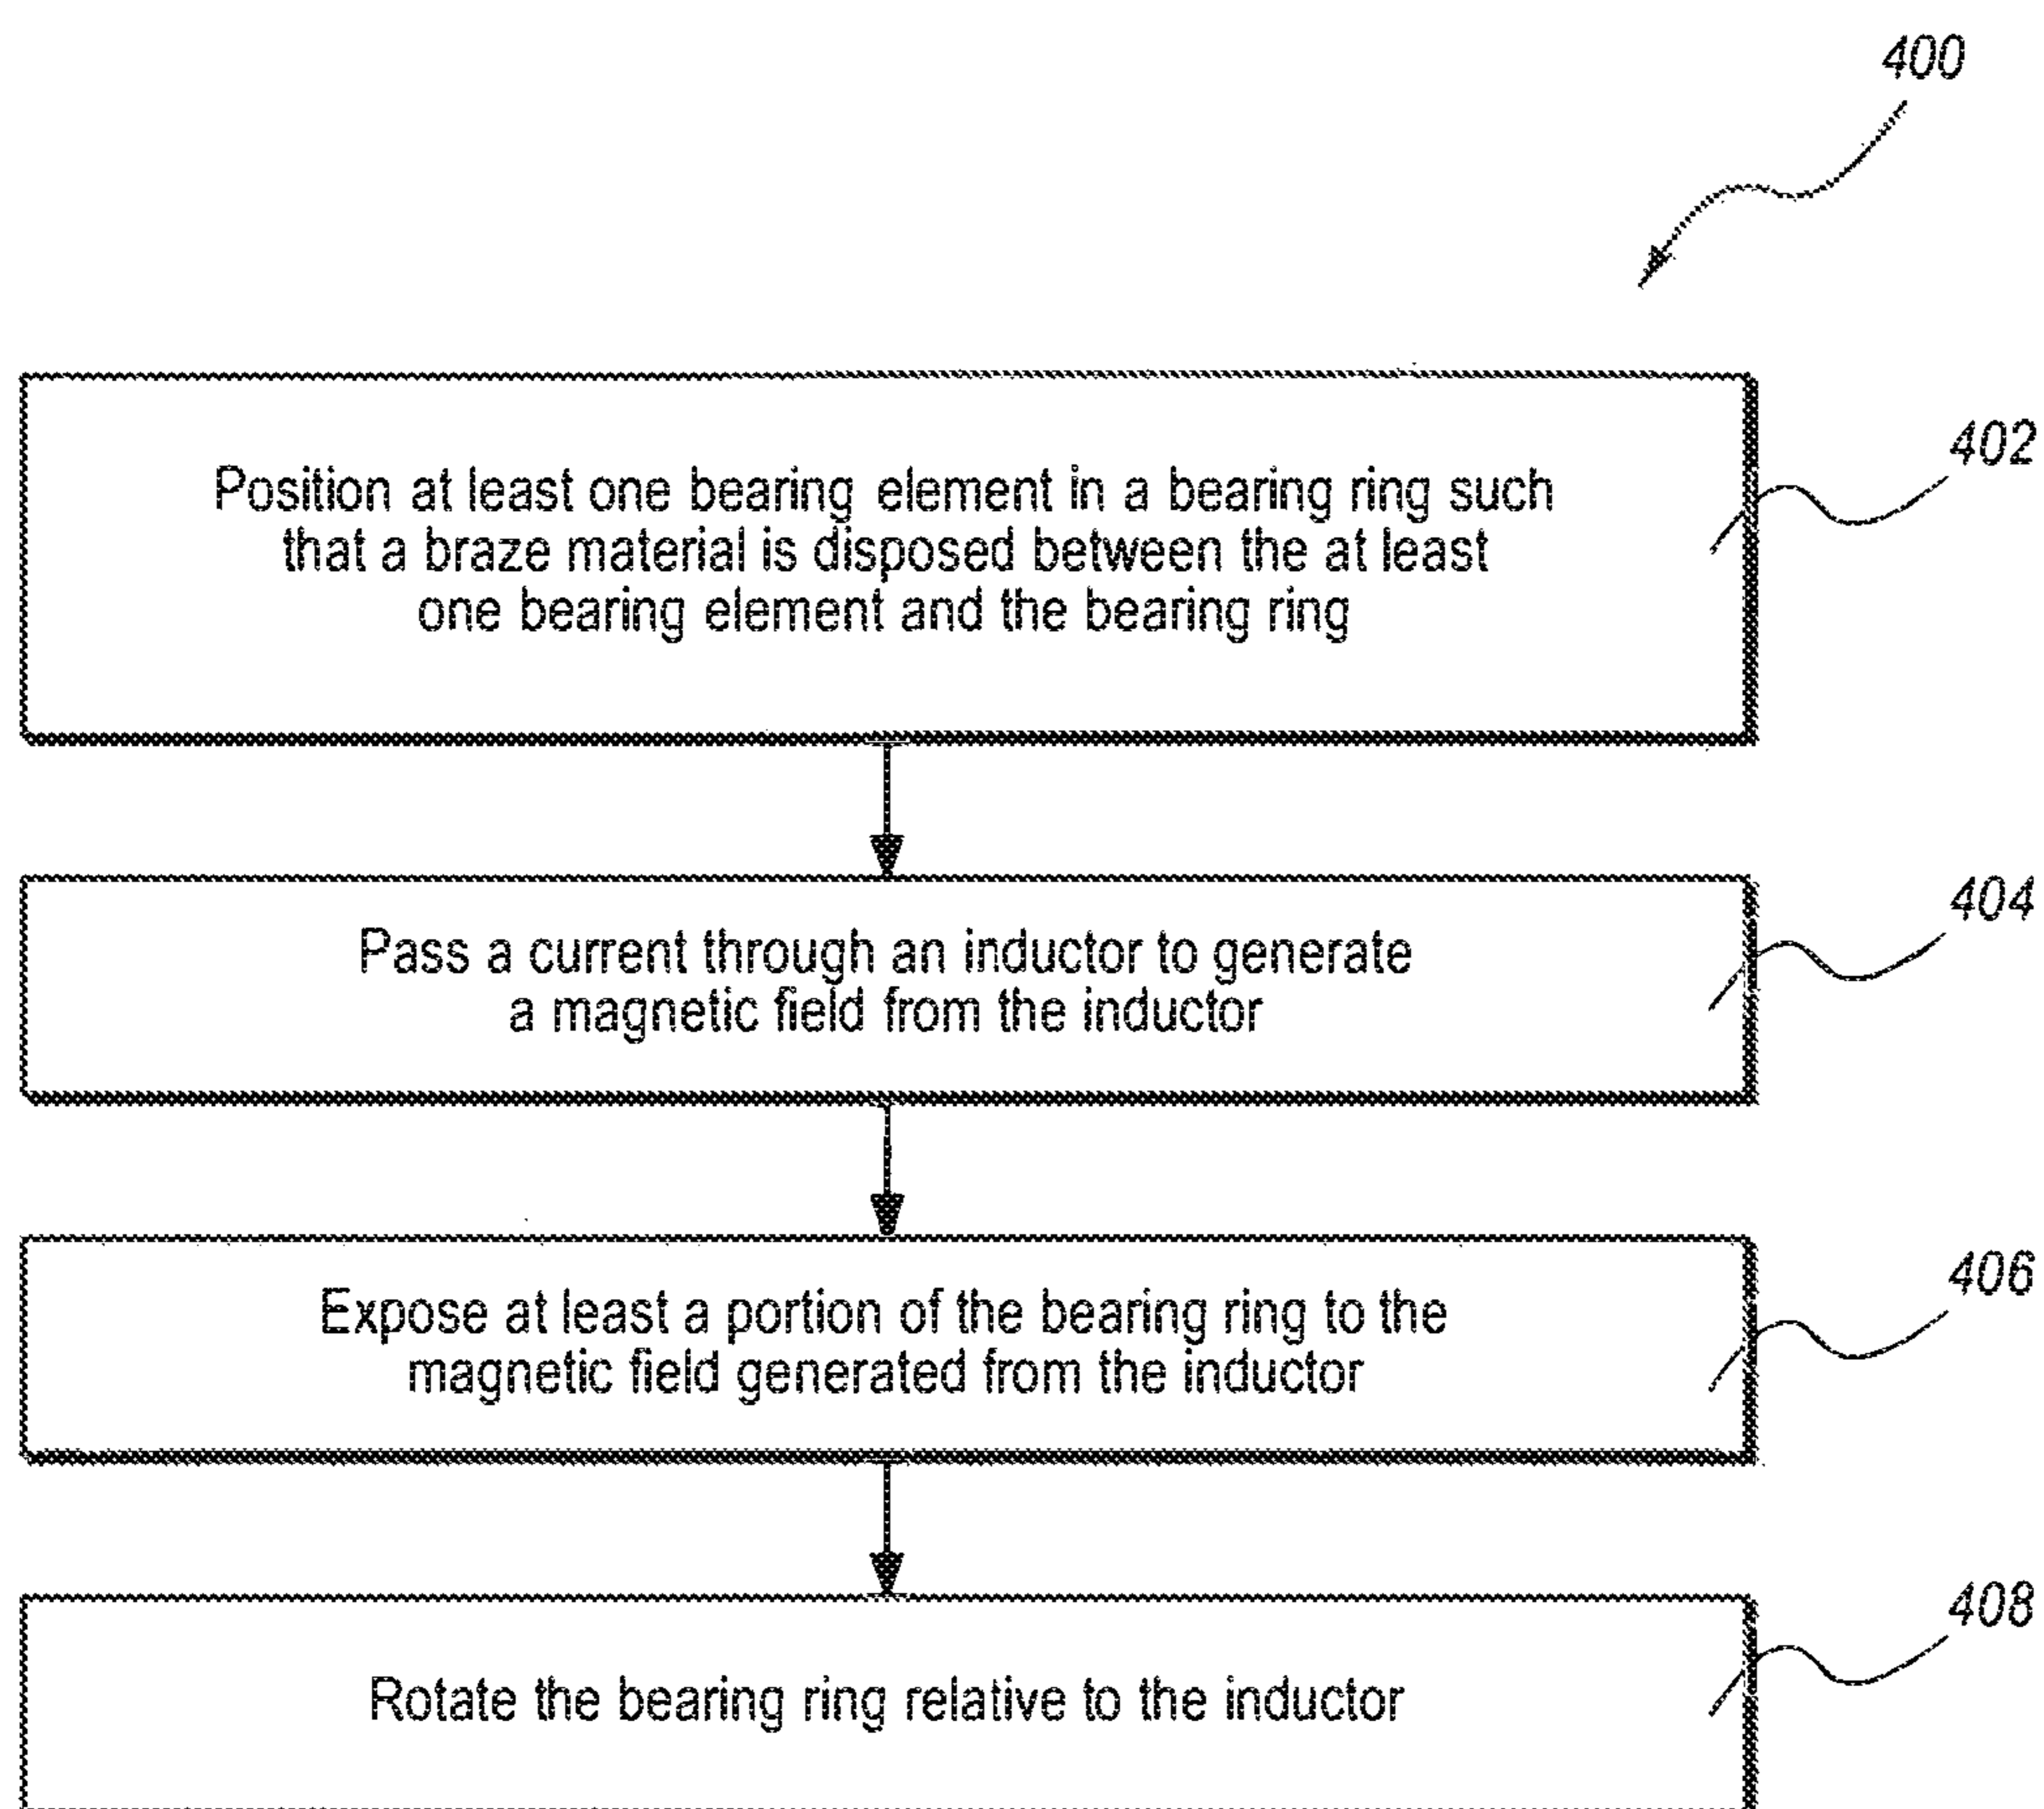 400
Position at least one bearing element in a bearing ring such
that a braze material is disposed between the at least
one bearing element and the bearing ring
402
Pass a current through an inductor to generate
a magnetic field from the inductor
404
Expose at least a portion of the bearing ring to the
magnetic field generated from the inductor
406
Rotate the bearing ring relative to the inductor
408